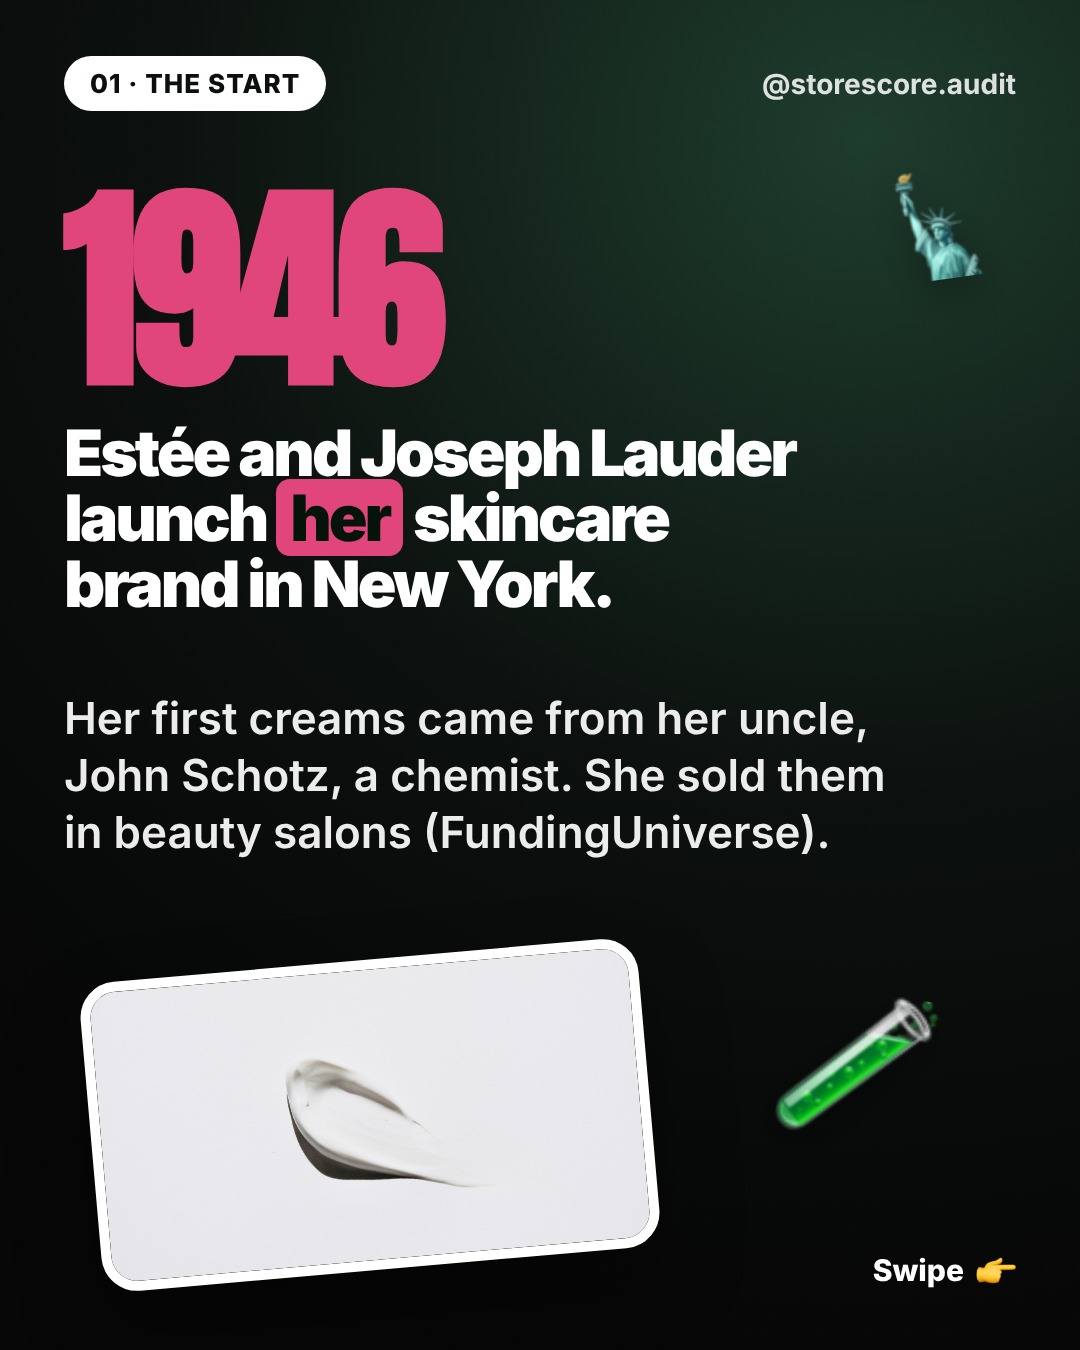 01 · THE START
@storescore.audit
1946
Estée and Joseph Lauder
launch her skincare
brand in New York.
Her first creams came from her uncle,
John Schotz, a chemist. She sold them
in beauty salons (FundingUniverse).
Swipe 👉